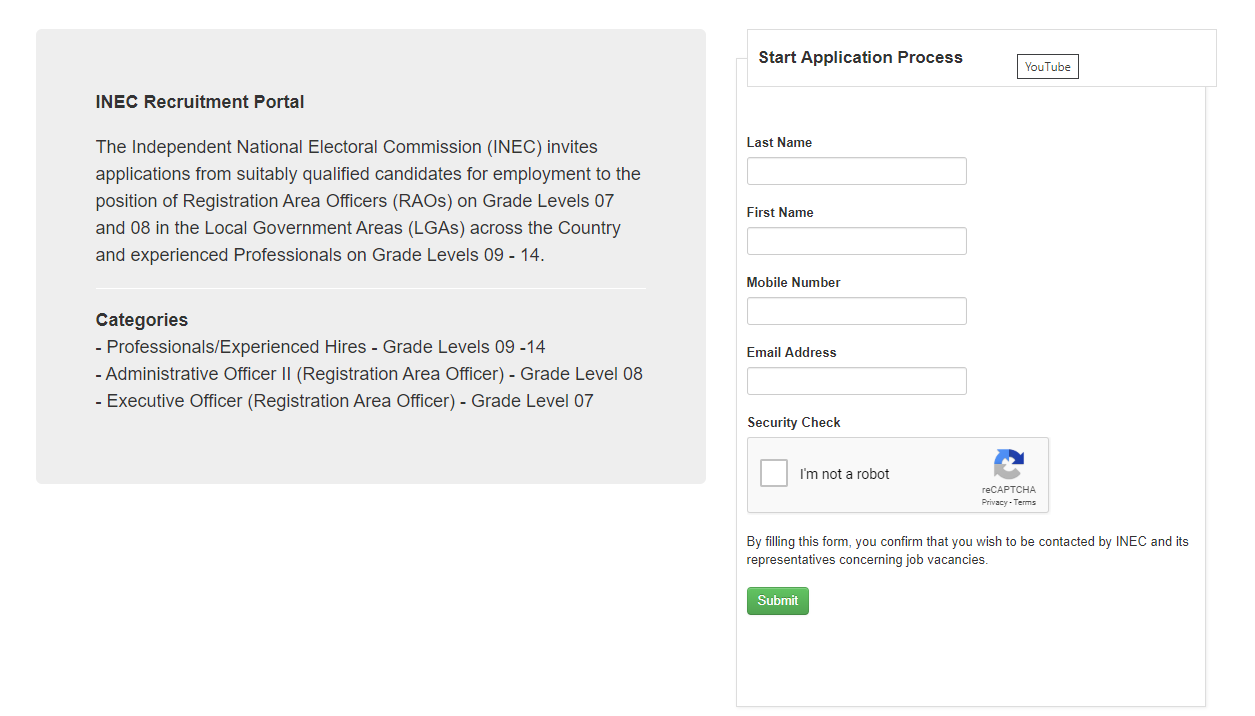 INEC Recruitment Portal
The Independent National Electoral Commission (INEC) invites
applications from suitably qualified candidates for employment to the
position of Registration Area Officers (RAOs) on Grade Levels 07
and 08 in the Local Government Areas (LGAs) across the Country
and experienced Professionals on Grade Levels 09 - 14.
Categories
- Professionals/Experienced Hires - Grade Levels 09 -14
- Administrative Officer II (Registration Area Officer) - Grade Level 08
- Executive Officer (Registration Area Officer) - Grade Level 07
Start Application Process
YouTube
Last Name
First Name
Mobile Number
Email Address
Security Check
I'm not a robot
reCAPTCHA
Privacy - Terms
By filling this form, you confirm that you wish to be contacted by INEC and its
representatives concerning job vacancies.
Submit